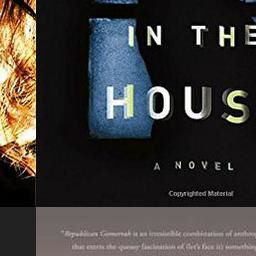 IN THE
HOUS
A NOVEL
Copyrighted Material
"Republican Gomorrah is an irresistible combination of anthrop
that exerts the queasy fascination of (let's face it) something